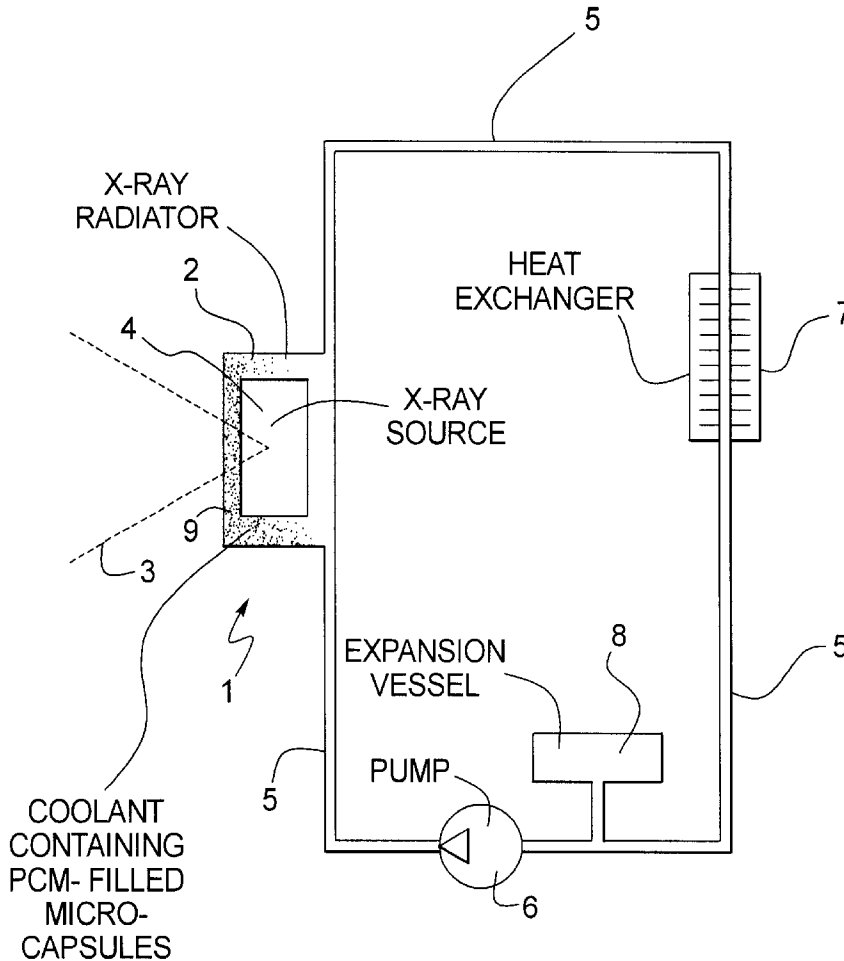 5
X-RAY
RADIATOR
2
4
HEAT
EXCHANGER
7
X-RAY
SOURCE
9
3
1
EXPANSION
VESSEL
8
5
5
PUMP
6
COOLANT
CONTAINING
PCM- FILLED
MICRO-
CAPSULES